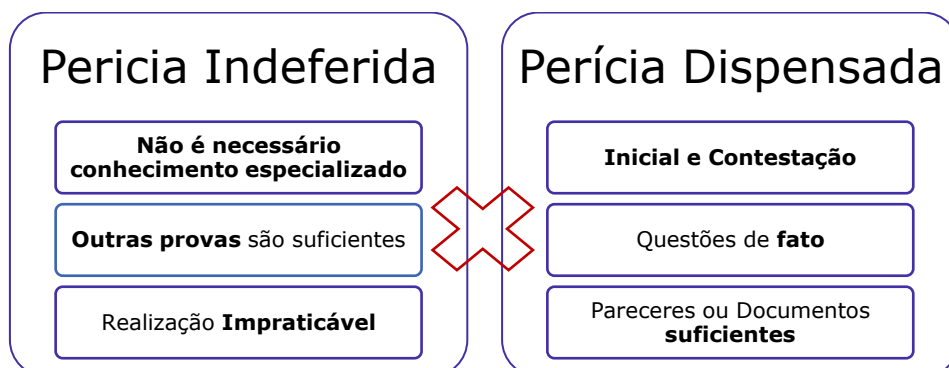 Pericia Indeferida
Não é necessário
conhecimento especializado
Outras provas são suficientes
Realização Impraticável
Perícia Dispensada
Inicial e Contestação
Questões de fato
Pareceres ou Documentos
suficientes